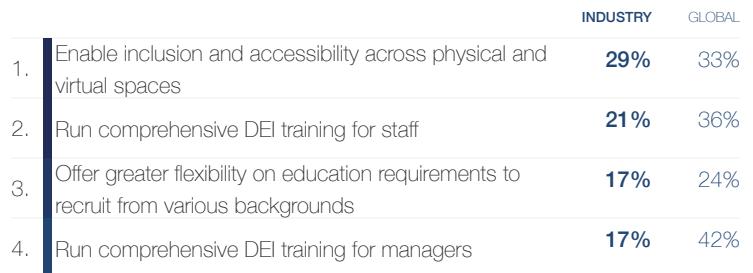 INDUSTRY GLOBAL
1. Enable inclusion and accessibility across physical and virtual spaces 29% 33%
2. Run comprehensive DEI training for staff 21% 36%
3. Offer greater flexibility on education requirements to recruit from various backgrounds 17% 24%
4. Run comprehensive DEI training for managers 17% 42%